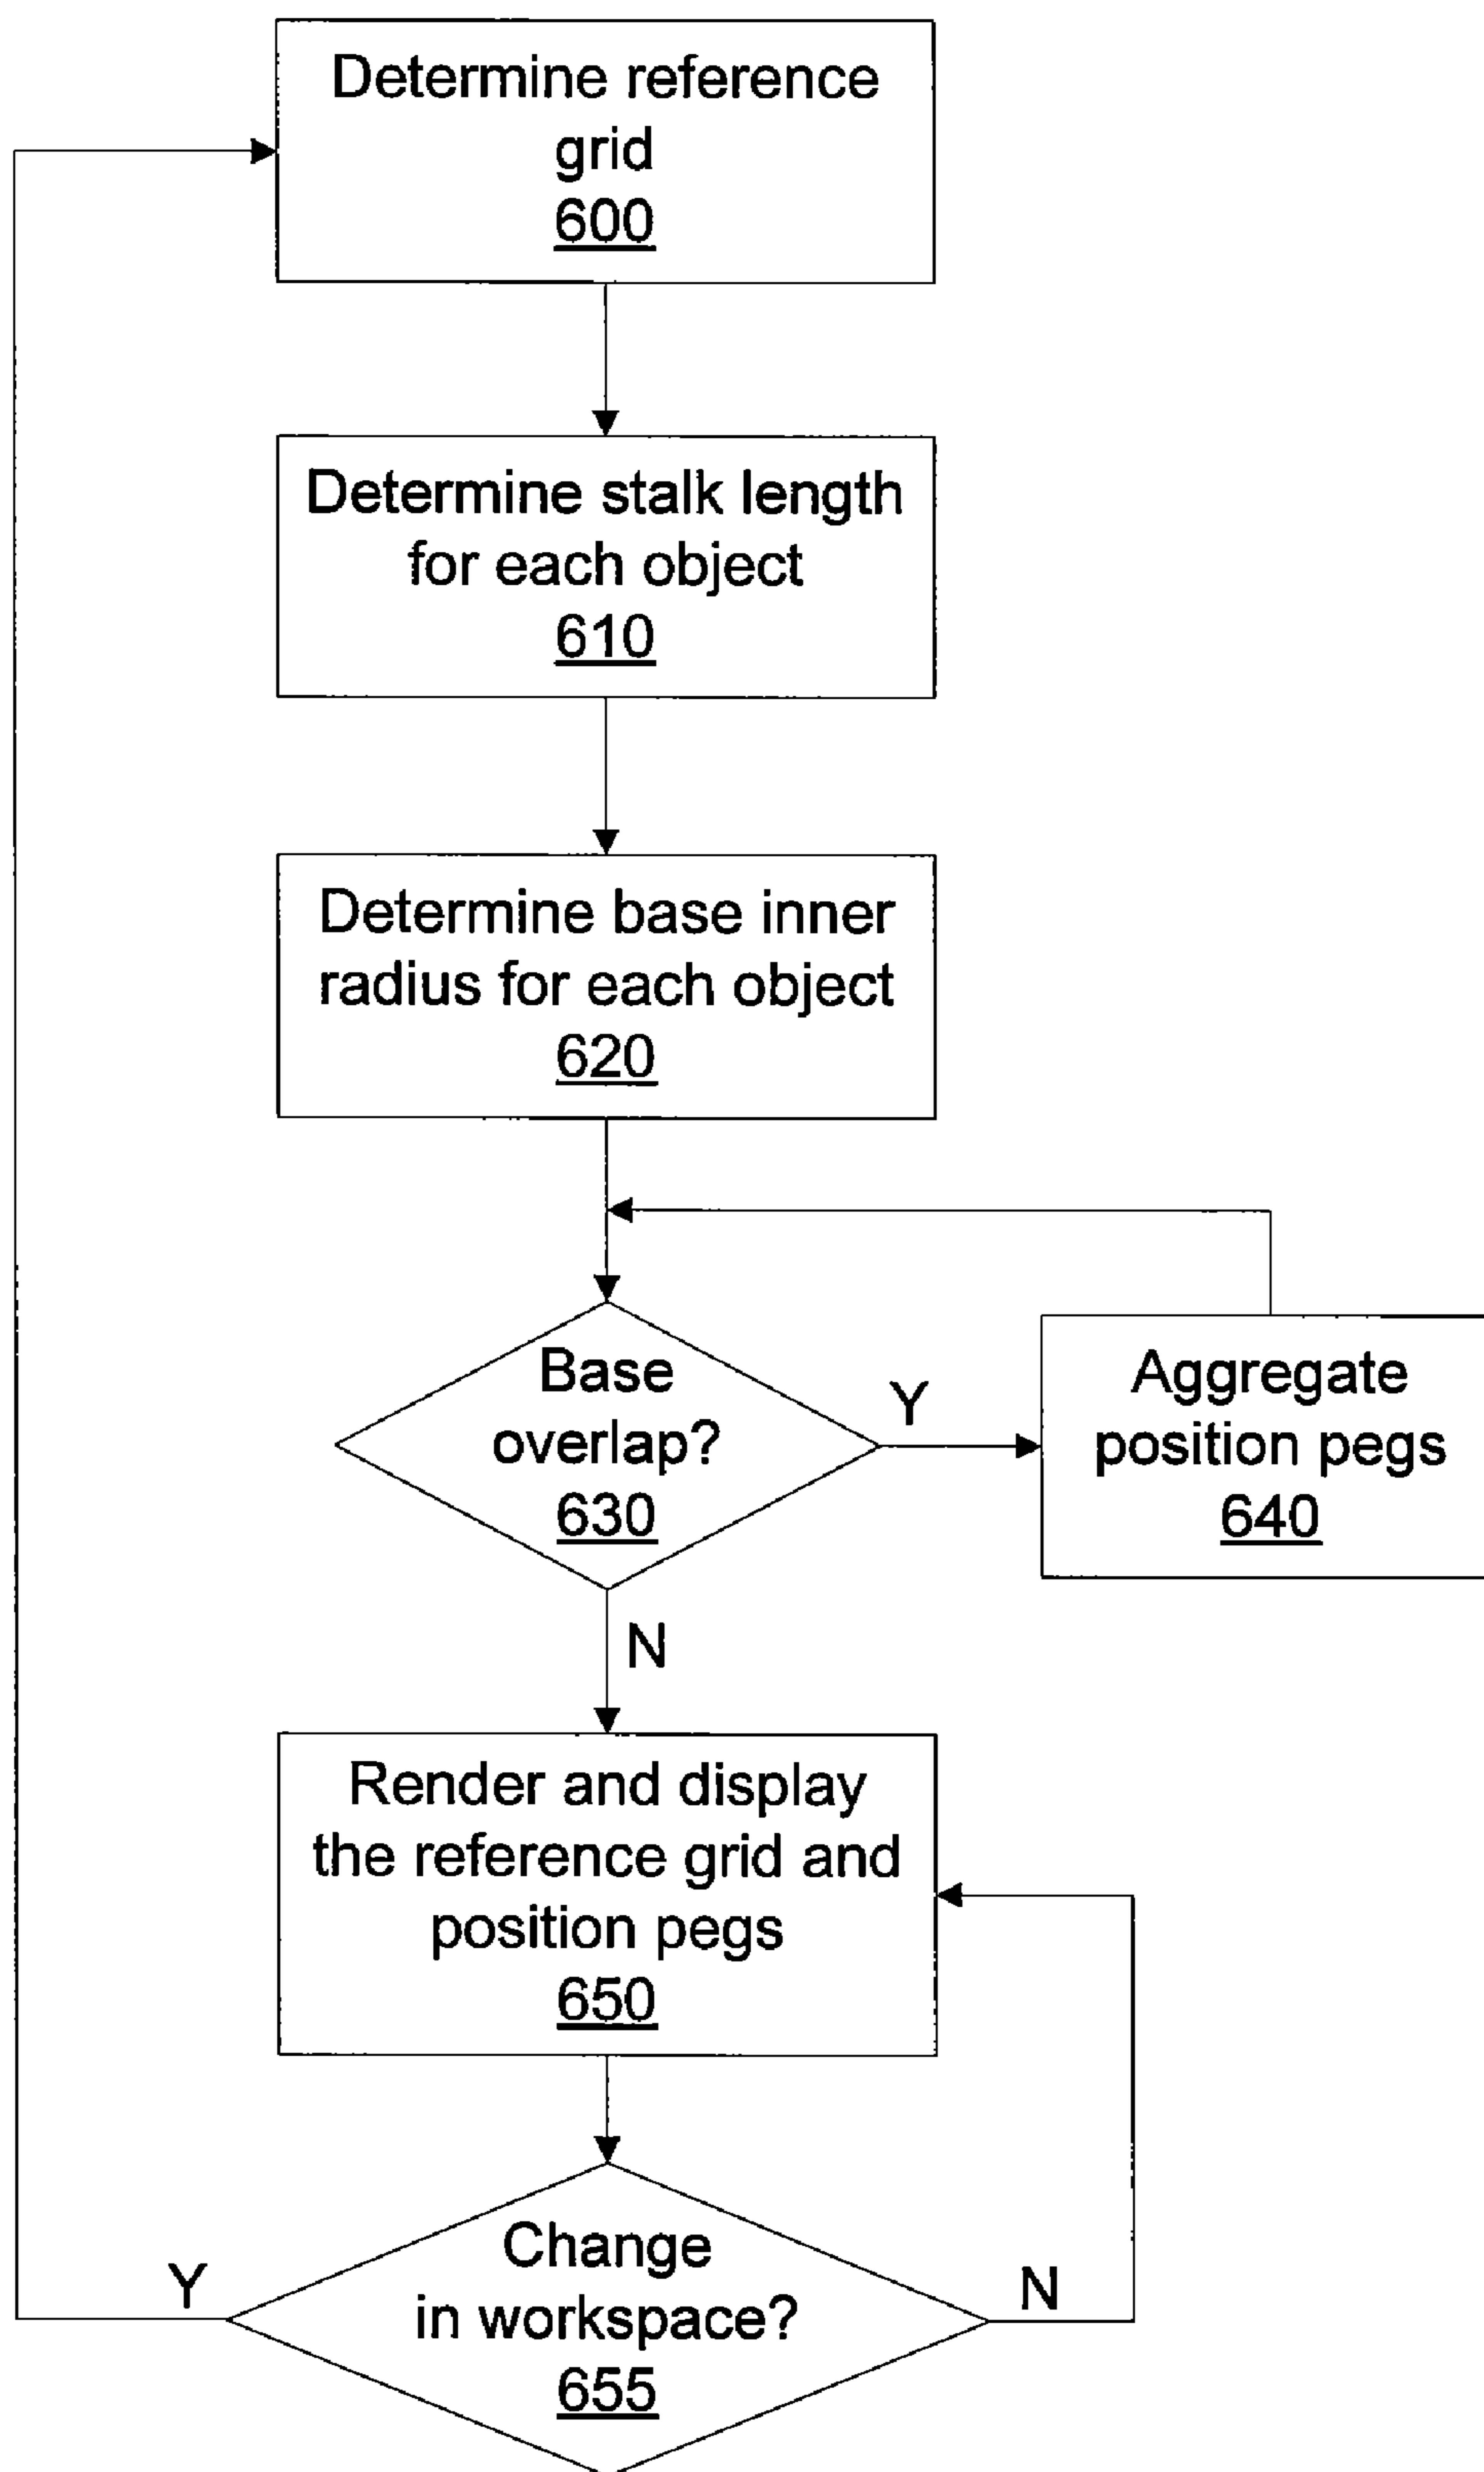 Determine reference
grid
600
Determine stalk length
for each object
610
Determine base inner
radius for each object
620
Base
overlap?
630
Y
Aggregate
position pegs
640
N
Render and display
the reference grid and
position pegs
650
Change
in workspace?
655
Y
N